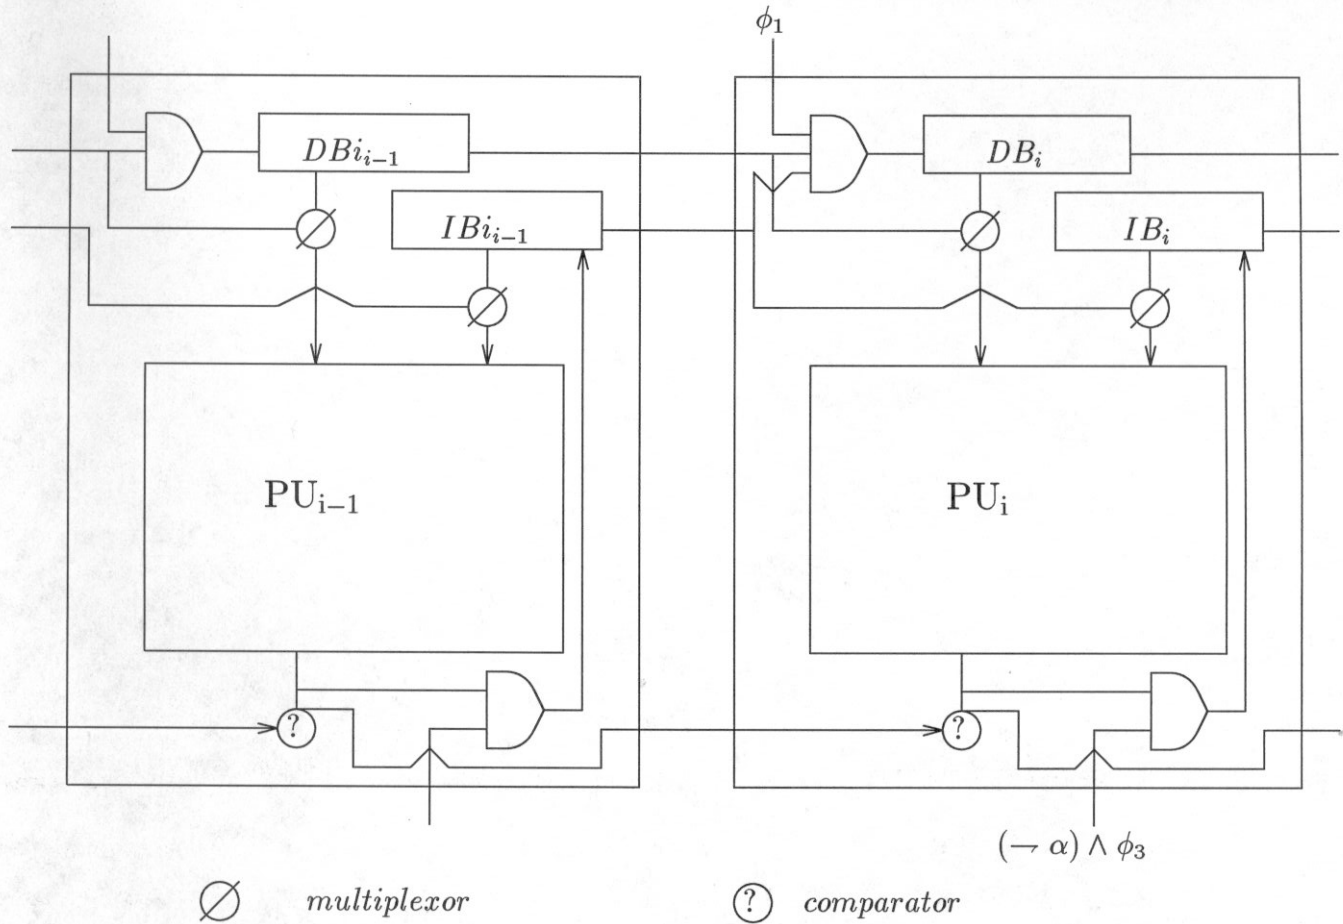 ϕ₁
DBi_{i-1}
DB_i
IBi_{i-1}
IB_i
PU_{i−1}
PU_i
?
?
(→ α) ∧ ϕ₃
multiplexor
? comparator